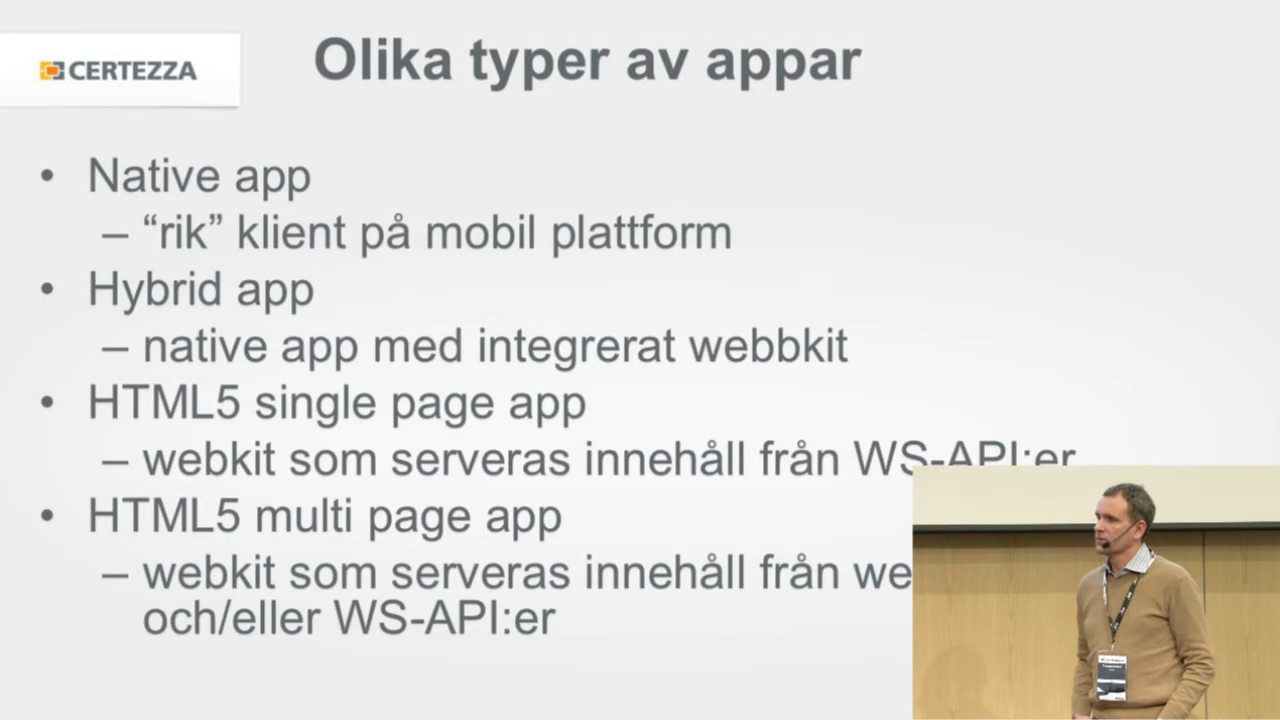 CERTEZZA
Olika typer av appar
• Native app
– “rik” klient på mobil plattform
• Hybrid app
– native app med integrerat webbkit
• HTML5 single page app
– webkit som serveras innehåll från WS-API:er
• HTML5 multi page app
– webkit som serveras innehåll från
och/eller WS-API:er